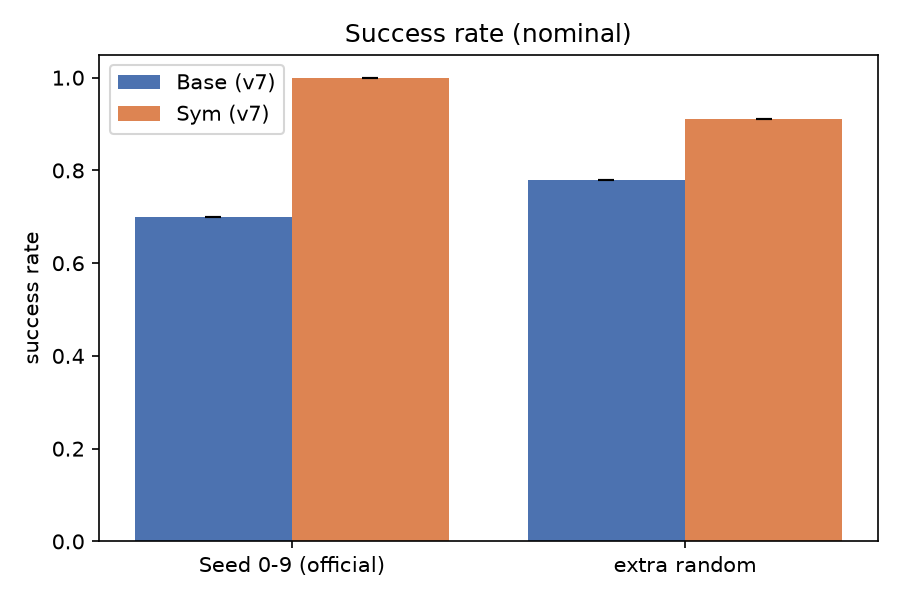 Success rate (nominal)
Base (v7)
Sym (v7)
success rate
1.0
0.8
0.6
0.4
0.2
0.0
Seed 0-9 (official)
extra random